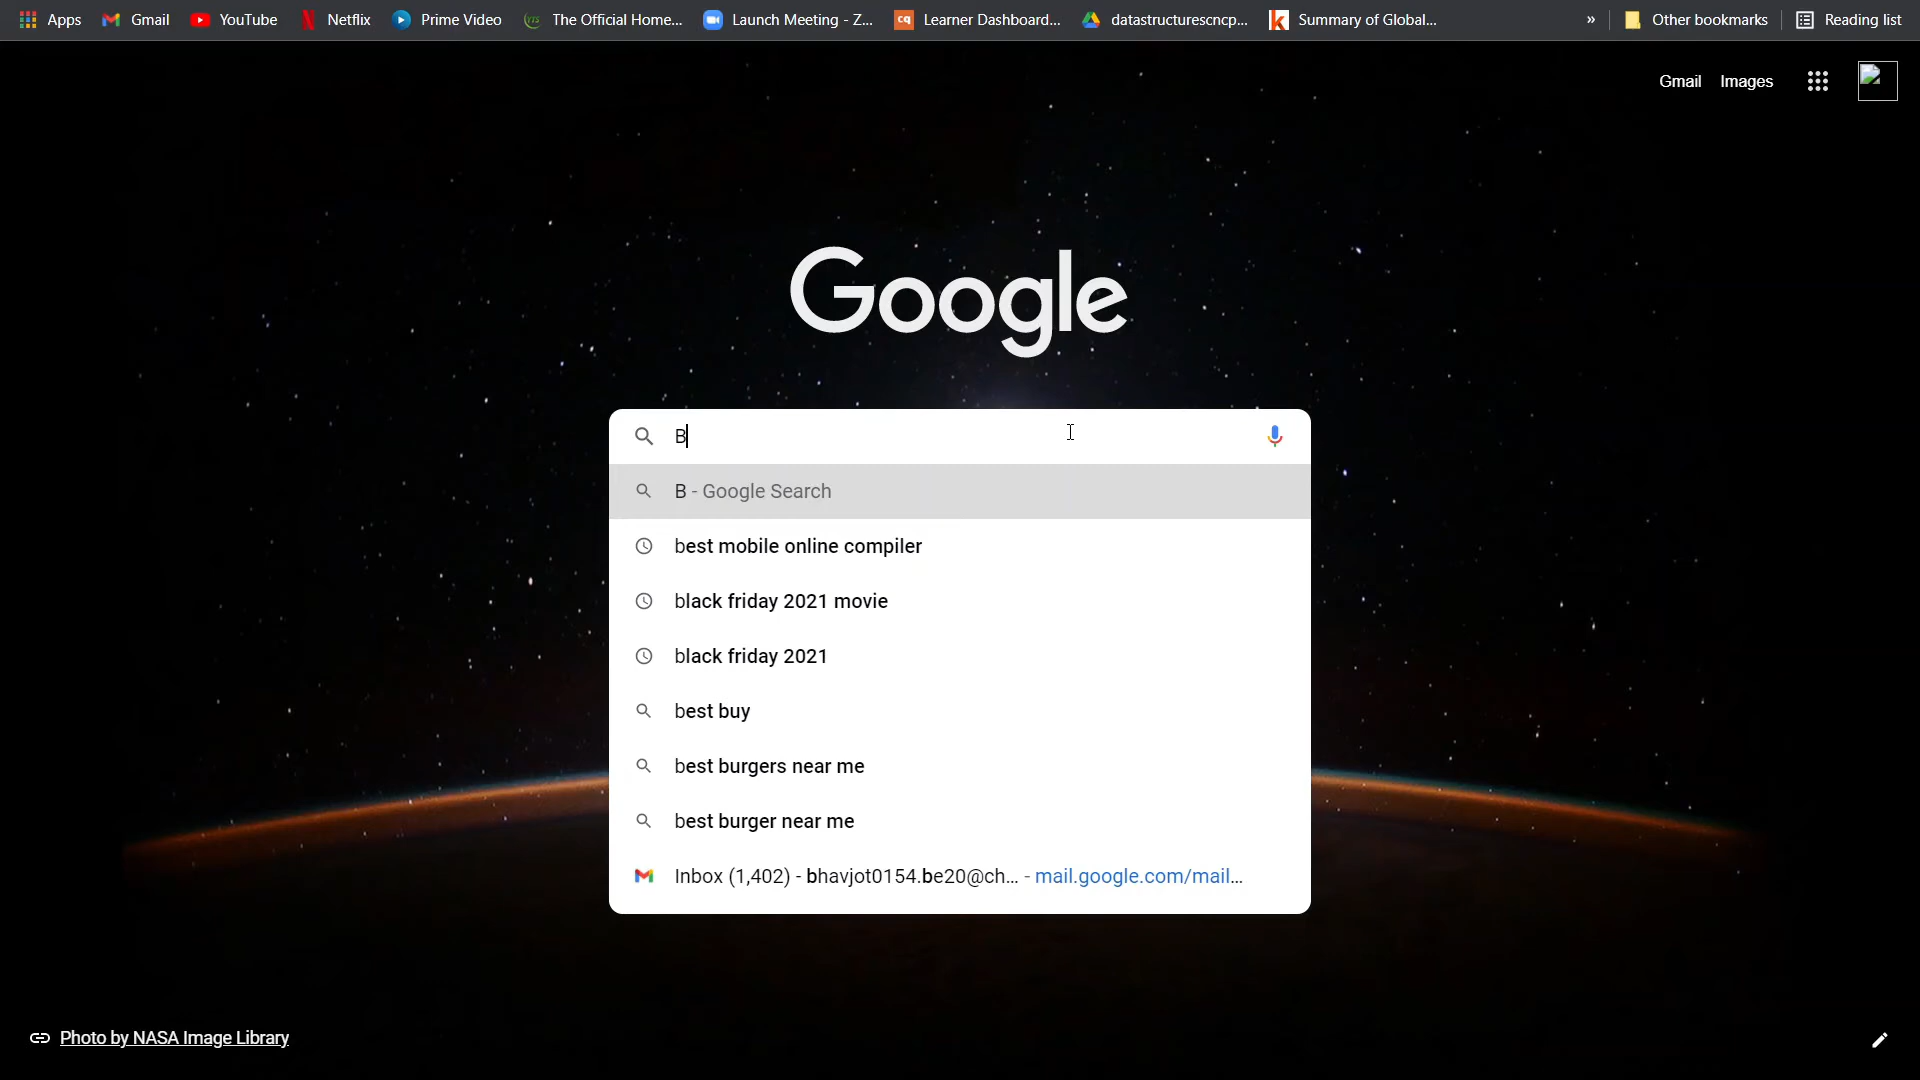 Apps Gmail YouTube Netflix Prime Video The Official Home... Launch Meeting - Z... Learner Dashboard... datastructurescncp... Summary of Global... » Other bookmarks Reading list
Gmail Images
Google
B
B - Google Search
best mobile online compiler
black friday 2021 movie
black friday 2021
best buy
best burgers near me
best burger near me
Inbox (1,402) - bhavjot0154.be20@ch... - mail.google.com/mail...
Photo by NASA Image Library